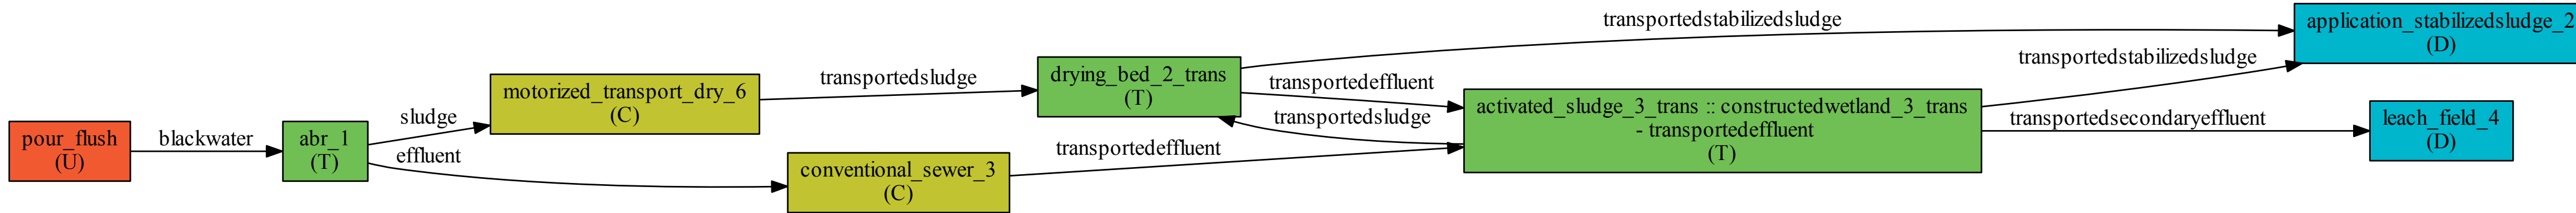 pour_flush
(U)
blackwater
abr_1
(T)
sludge
effluent
motorized_transport_dry_6
(C)
conventional_sewer_3
(C)
transportedsludge
transportedeffluent
drying_bed_2_trans
(T)
transportedstabilizedsludge
transportedeffluent
transportedsludge
activated_sludge_3_trans :: constructedwetland_3_trans
- transportedeffluent
(T)
transportedstabilizedsludge
transportedsecondaryeffluent
application_stabilizedsludge_2
(D)
leach_field_4
(D)